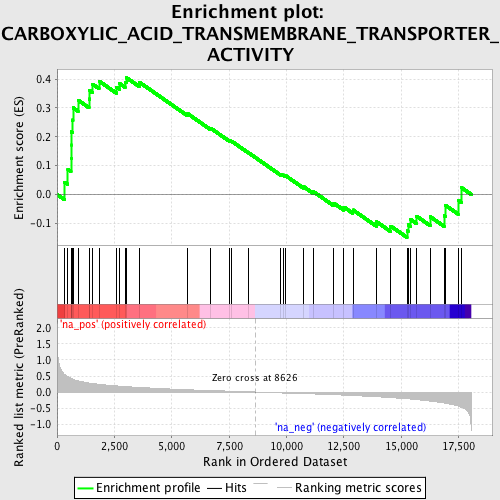 Enrichment plot:
CARBOXYLIC_ACID_TRANSMEMBRANE_TRANSPORTER_
ACTIVITY
Enrichment score (ES)
0.4
0.3
0.2
0.1
0.0
-0.1
'na_pos' (positively correlated)
Ranked list metric (PreRanked)
2.0
1.5
1.0
0.5
0.0
-0.5
-1.0
Zero cross at 8626
'na_neg' (negatively correlated)
0
2,500
5,000
7,500
10,000
12,500
15,000
17,500
Rank in Ordered Dataset
Enrichment profile
Hits
Ranking metric scores